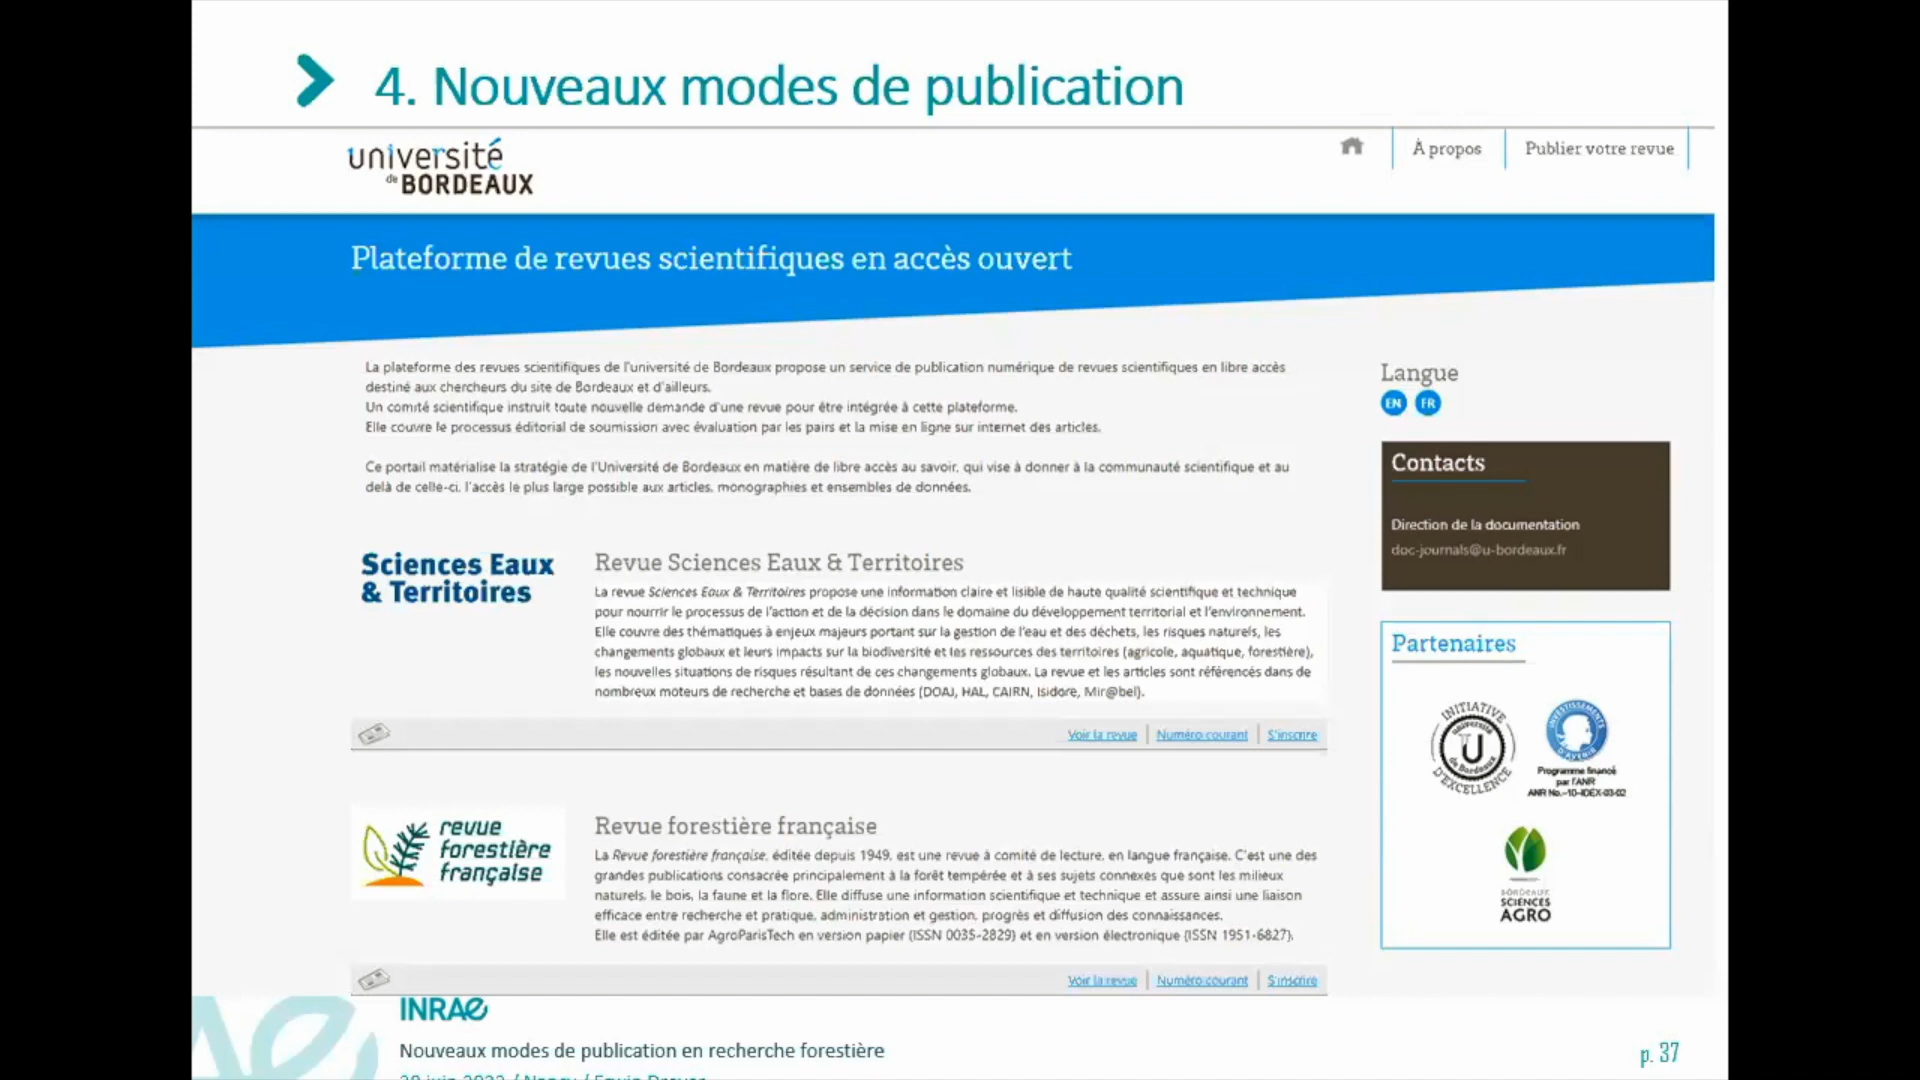 4. Nouveaux modes de publication
université
de BORDEAUX
À propos
Publier votre revue
Plateforme de revues scientifiques en accès ouvert
La plateforme des revues scientifiques de l'université de Bordeaux propose un service de publication numérique de revues scientifiques en libre accès
destiné aux chercheurs du site de Bordeaux et d'ailleurs.
Un comité scientifique instruit toute nouvelle demande d'une revue pour être intégrée à cette plateforme.
Elle couvre le processus éditorial de soumission avec évaluation par les pairs et la mise en ligne sur internet des articles.
Ce portail matérialise la stratégie de l'Université de Bordeaux en matière de libre accès au savoir, qui vise à donner à la communauté scientifique et au
delà de celle-ci, l'accès le plus large possible aux articles, monographies et ensembles de données.
Langue
EN FR
Contacts
Direction de la documentation
doc-journals@u-bordeaux.fr
Sciences Eaux
& Territoires
Revue Sciences Eaux & Territoires
La revue Sciences Eaux & Territoires propose une information claire et lisible de haute qualité scientifique et technique
pour nourrir le processus de l'action et de la décision dans le domaine du développement territorial et l'environnement.
Elle couvre des thématiques à enjeux majeurs portant sur la gestion de l'eau et des déchets, les risques naturels, les
changements globaux et leurs impacts sur la biodiversité et les ressources des territoires (agricole, aquatique, forestière),
les nouvelles situations de risques résultant de ces changements globaux. La revue et les articles sont référencés dans de
nombreux moteurs de recherche et bases de données (DOAJ, HAL, CAIRN, Isidore, Mir@bel).
Voir la revue
Numéro courant
S'inscrire
Partenaires
INITIATIVE
université
de Bordeaux
D'EXCELLENCE
INVESTISSEMENTS
D'AVENIR
Programme financé
par l'ANR
ANR No.-10-IDEX-03-02
BORDEAUX
SCIENCES
AGRO
revue
forestière
française
Revue forestière française
La Revue forestière française, éditée depuis 1949, est une revue à comité de lecture, en langue française. C'est une des
grandes publications consacrée principalement à la forêt tempérée et à ses sujets connexes que sont les milieux
naturels, le bois, la faune et la flore. Elle diffuse une information scientifique et technique et assure ainsi une liaison
efficace entre recherche et pratique, administration et gestion, progrès et diffusion des connaissances.
Elle est éditée par AgroParisTech en version papier (ISSN 0035-2829) et en version électronique (ISSN 1951-6827).
Voir la revue
Numéro courant
S'inscrire
INRAE
Nouveaux modes de publication en recherche forestière
p. 37